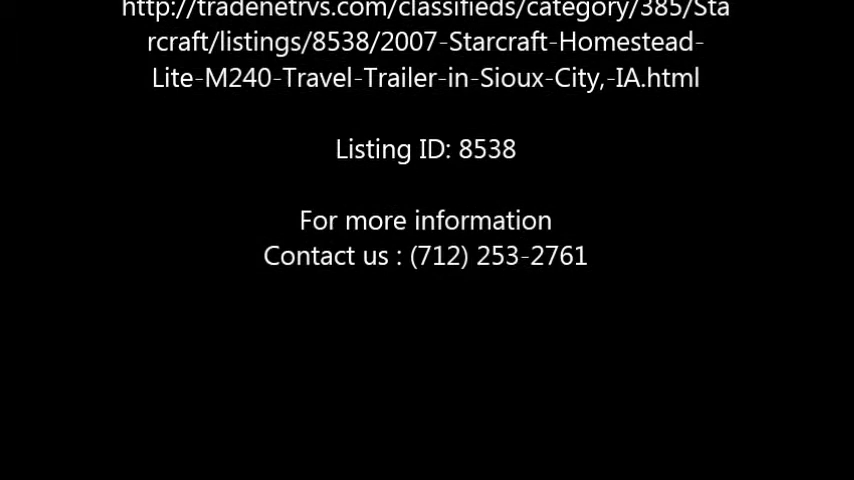 http://tradenetrvs.com/classifieds/category/385/Sta
rcraft/listings/8538/2007-Starcraft-Homestead-
Lite-M240-Travel-Trailer-in-Sioux-City,-IA.html
Listing ID: 8538
For more information
Contact us : (712) 253-2761